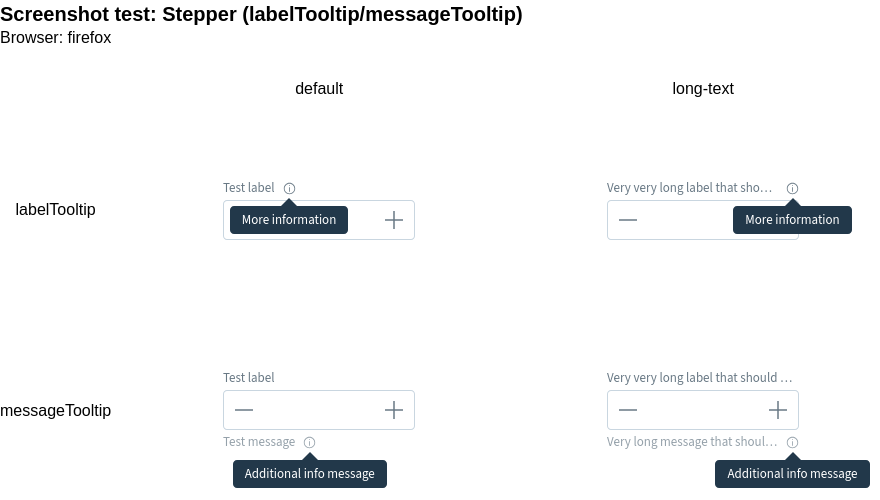 Screenshot test: Stepper (labelTooltip/messageTooltip)
Browser: firefox
default
long-text
Test label
Very very long label that sho…
labelTooltip
More information
More information
Test label
Very very long label that should …
messageTooltip
Test message
Very long message that shoul…
Additional info message
Additional info message